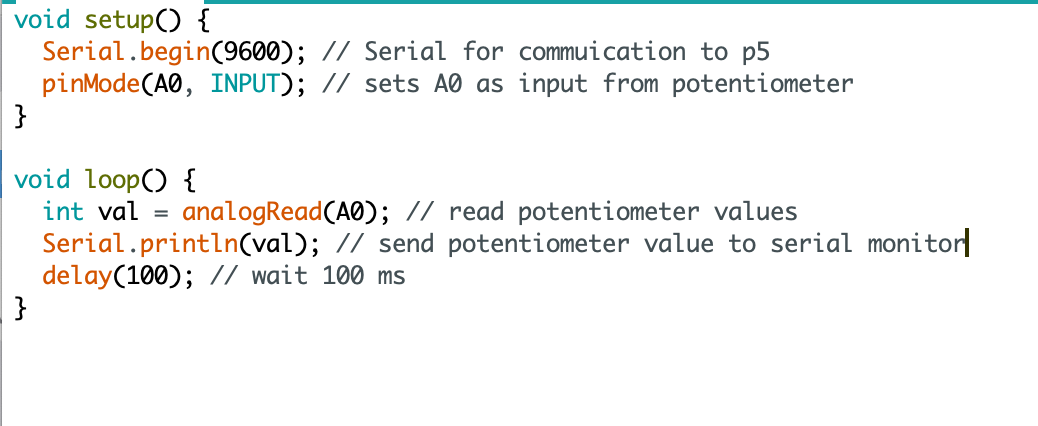 void setup() {
  Serial.begin(9600); // Serial for commuication to p5
  pinMode(A0, INPUT); // sets A0 as input from potentiometer
}

void loop() {
  int val = analogRead(A0); // read potentiometer values
  Serial.println(val); // send potentiometer value to serial monitor
  delay(100); // wait 100 ms
}